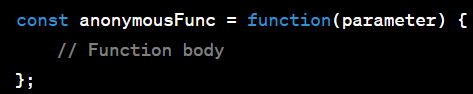 const anonymousFunc = function(parameter) {
    // Function body
};